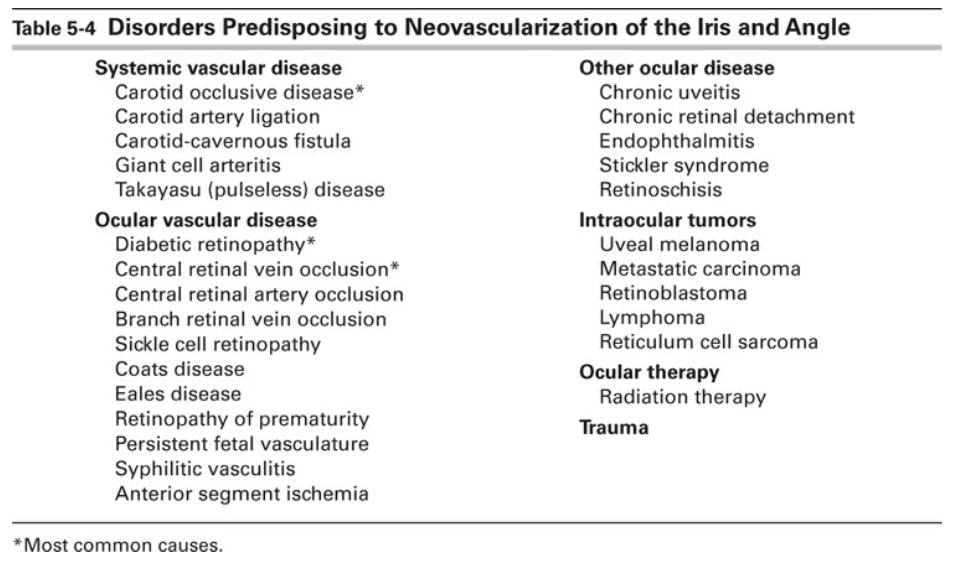 Table 5-4 Disorders Predisposing to Neovascularization of the Iris and Angle
Systemic vascular disease
Carotid occlusive disease*
Carotid artery ligation
Carotid-cavernous fistula
Giant cell arteritis
Takayasu (pulseless) disease
Ocular vascular disease
Diabetic retinopathy*
Central retinal vein occlusion*
Central retinal artery occlusion
Branch retinal vein occlusion
Sickle cell retinopathy
Coats disease
Eales disease
Retinopathy of prematurity
Persistent fetal vasculature
Syphilitic vasculitis
Anterior segment ischemia
Other ocular disease
Chronic uveitis
Chronic retinal detachment
Endophthalmitis
Stickler syndrome
Retinoschisis
Intraocular tumors
Uveal melanoma
Metastatic carcinoma
Retinoblastoma
Lymphoma
Reticulum cell sarcoma
Ocular therapy
Radiation therapy
Trauma
*Most common causes.